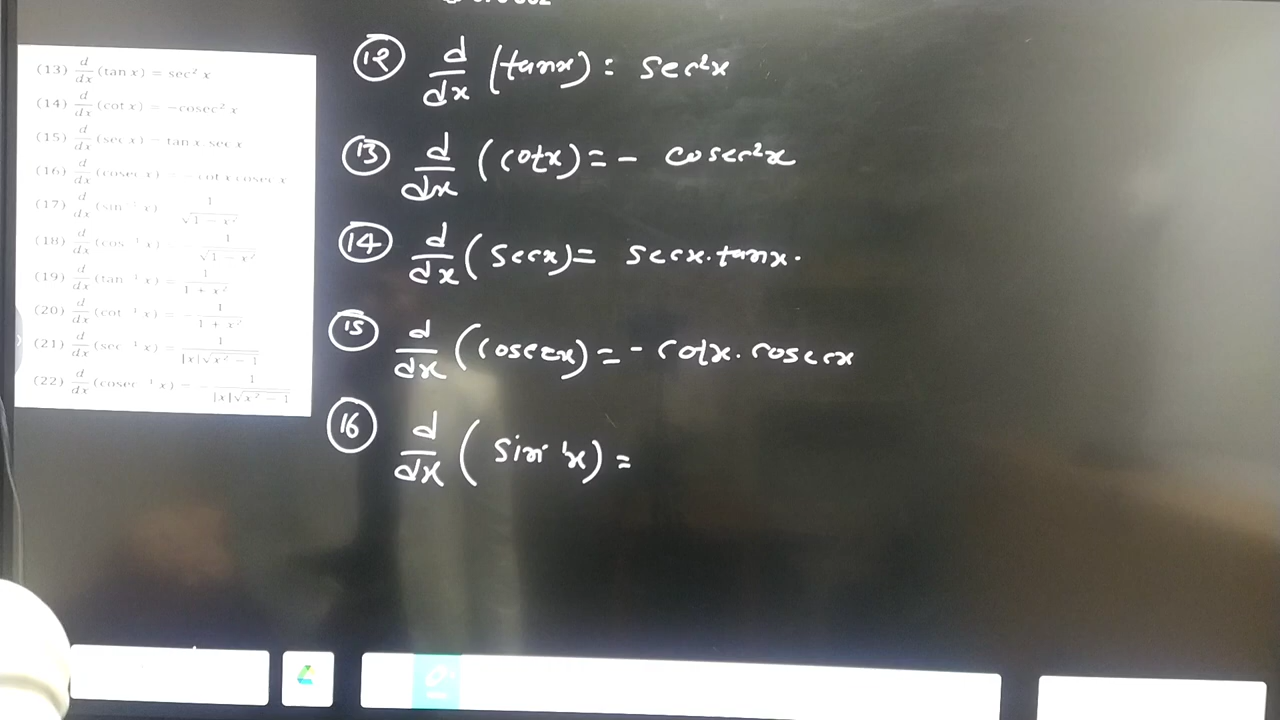 (13) d/dx (tan x) = sec² x
(14) d/dx (cot x) = −cosec² x
(15) d/dx (sec x) = tan x sec x
(16) d/dx (cosec x) = −cot x cosec x
(17) d/dx (sin⁻¹ x) = 1/√(1 − x²)
(18) d/dx (cos⁻¹ x) = −1/√(1 − x²)
(19) d/dx (tan⁻¹ x) = 1/(1 + x²)
(20) d/dx (cot⁻¹ x) = −1/(1 + x²)
(21) d/dx (sec⁻¹ x) = 1/(|x|√(x² − 1))
(22) d/dx (cosec⁻¹ x) = −1/(|x|√(x² − 1))
⑫ d/dx (tanx) = sec²x
⑬ d/dx (cotx) = − cosec²x
⑭ d/dx (secx) = secx.tanx.
⑮ d/dx (cosecx) = − cotx. cosecx
⑯ d/dx (sin⁻¹x) =